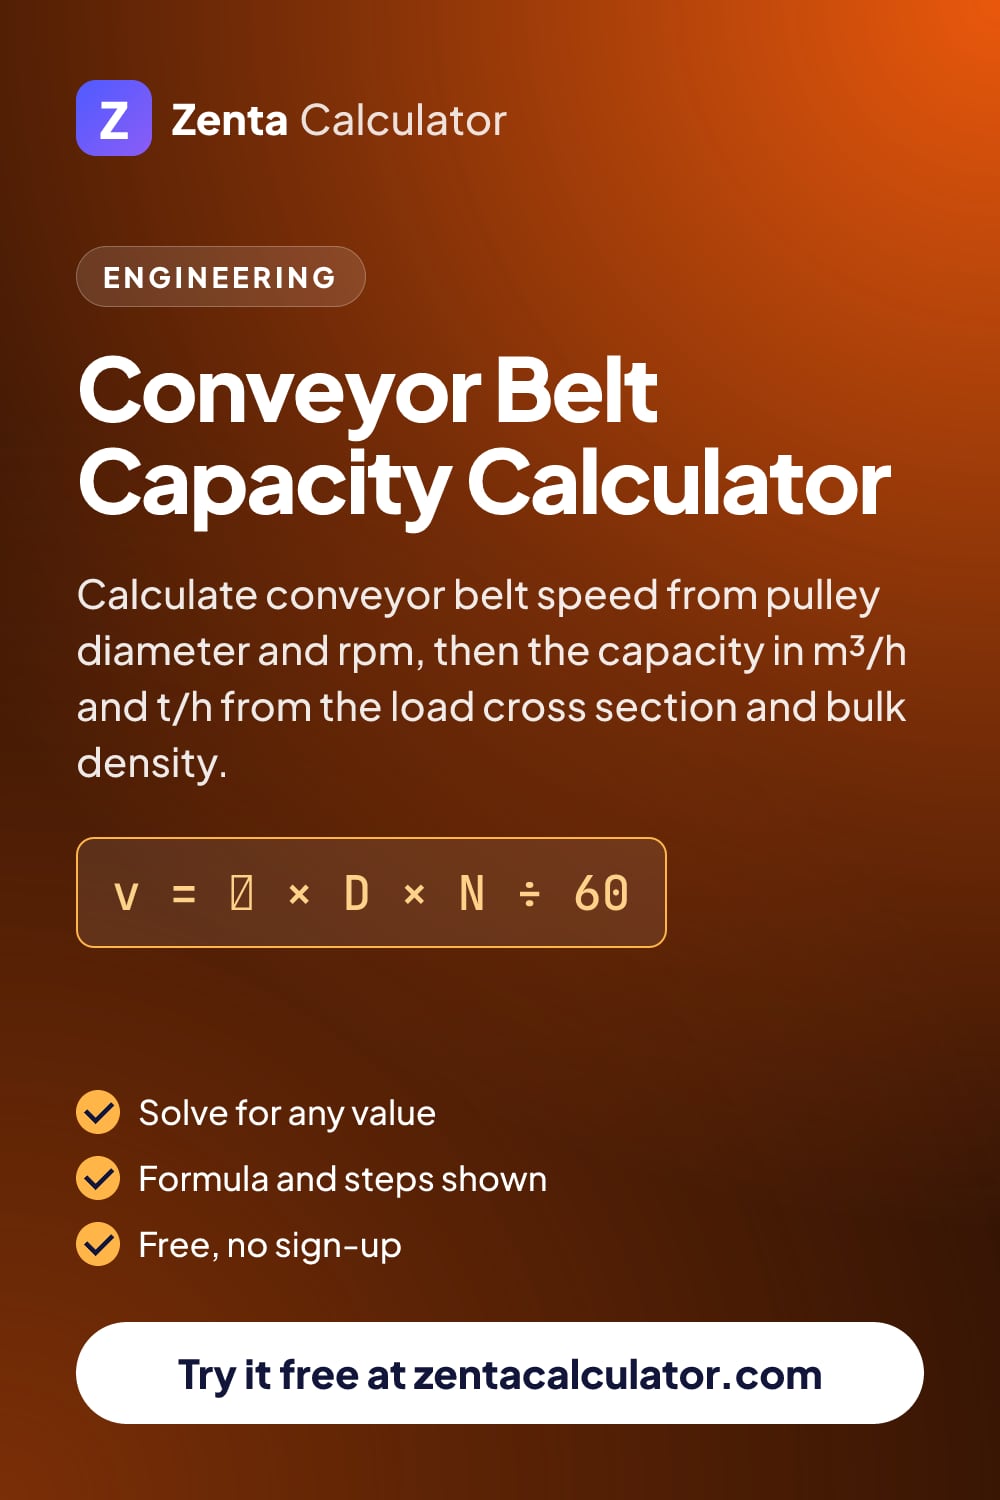 Z
Zenta Calculator
ENGINEERING
Conveyor Belt
Capacity Calculator
Calculate conveyor belt speed from pulley
diameter and rpm, then the capacity in m³/h
and t/h from the load cross section and bulk
density.
v = × D × N ÷ 60
Solve for any value
Formula and steps shown
Free, no sign-up
Try it free at zentacalculator.com